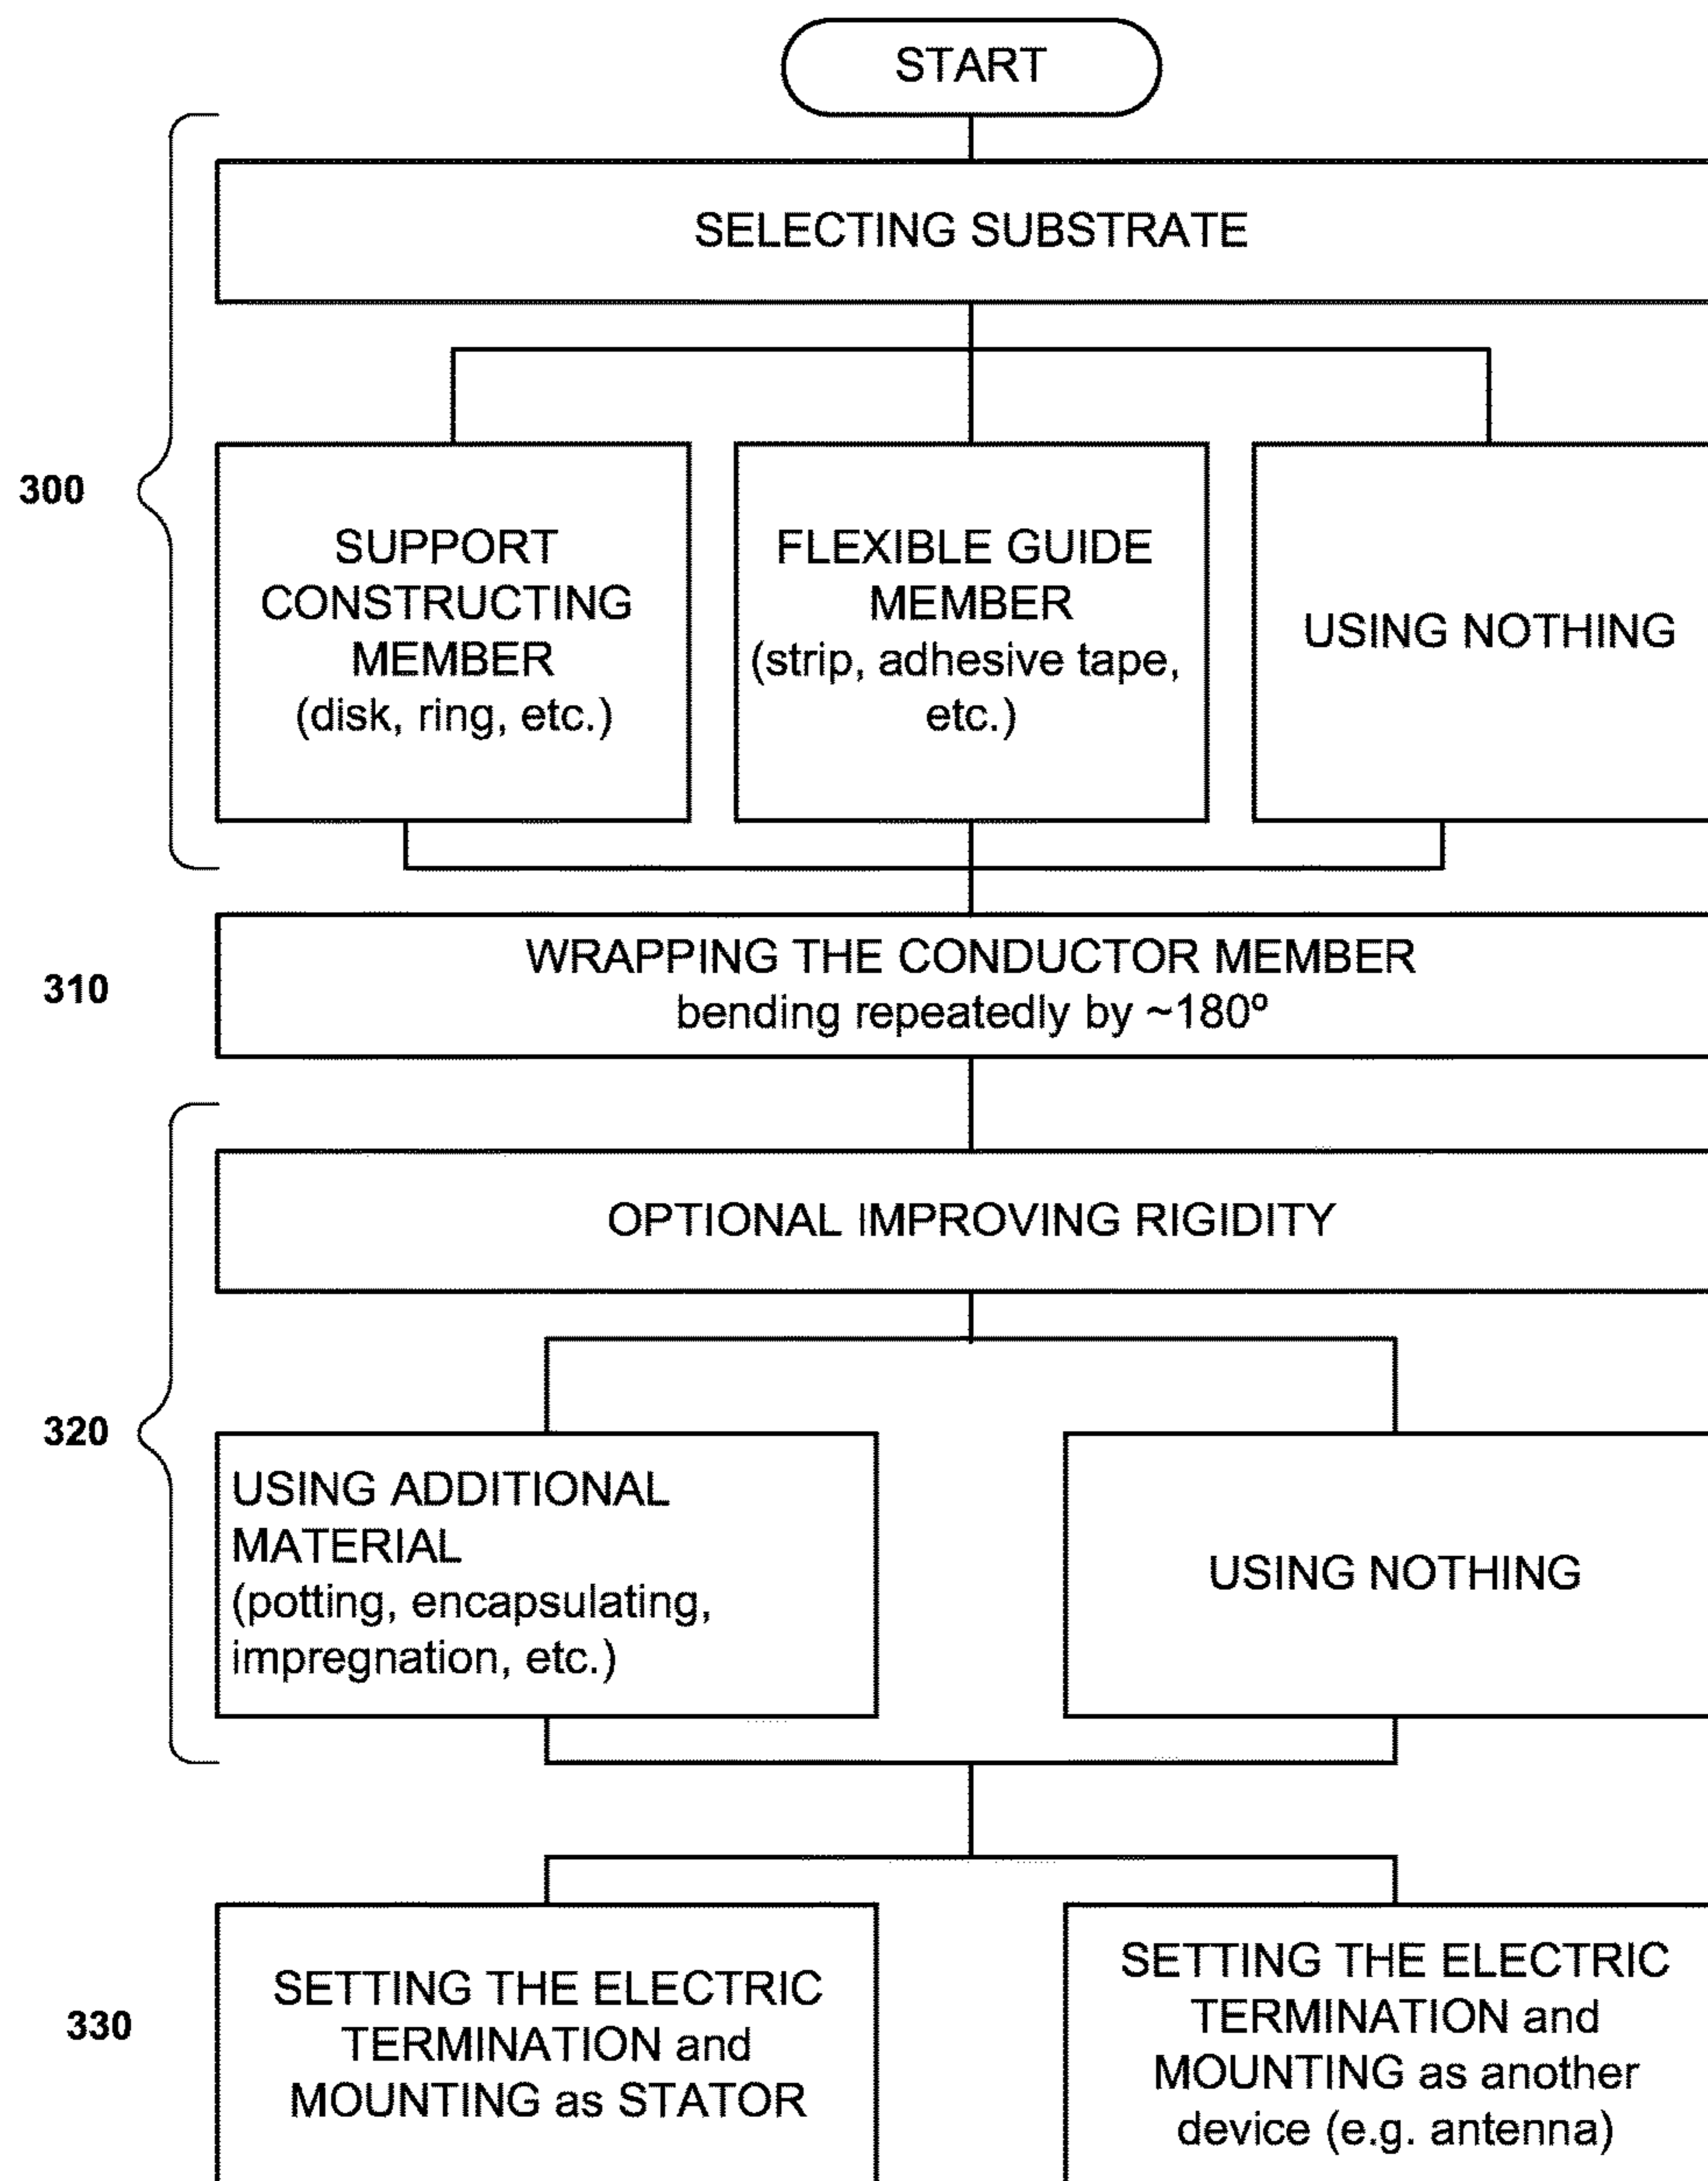 START
SELECTING SUBSTRATE
300
SUPPORT
CONSTRUCTING
MEMBER
(disk, ring, etc.)
FLEXIBLE GUIDE
MEMBER
(strip, adhesive tape,
etc.)
USING NOTHING
310
WRAPPING THE CONDUCTOR MEMBER
bending repeatedly by ~180º
OPTIONAL IMPROVING RIGIDITY
320
USING ADDITIONAL
MATERIAL
(potting, encapsulating,
impregnation, etc.)
USING NOTHING
330
SETTING THE ELECTRIC
TERMINATION and
MOUNTING as STATOR
SETTING THE ELECTRIC
TERMINATION and
MOUNTING as another
device (e.g. antenna)